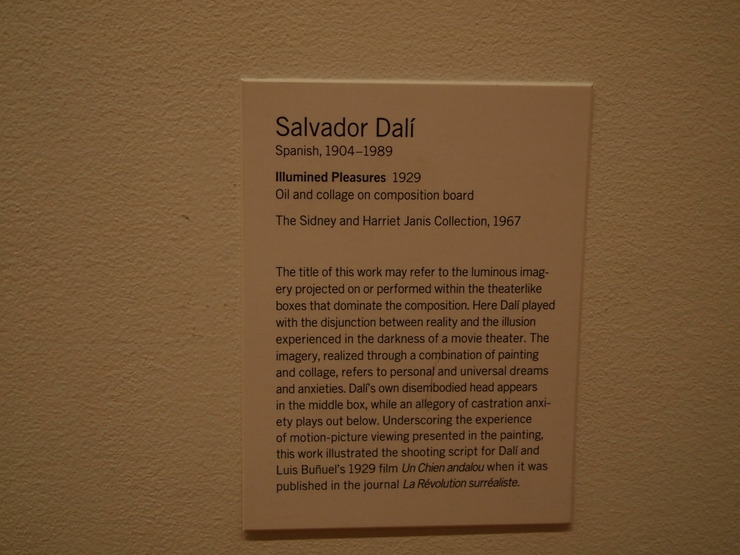 Salvador Dalí
Spanish, 1904–1989
Illumined Pleasures 1929
Oil and collage on composition board
The Sidney and Harriet Janis Collection, 1967
The title of this work may refer to the luminous imag-
ery projected on or performed within the theaterlike
boxes that dominate the composition. Here Dalí played
with the disjunction between reality and the illusion
experienced in the darkness of a movie theater. The
imagery, realized through a combination of painting
and collage, refers to personal and universal dreams
and anxieties. Dalí's own disembodied head appears
in the middle box, while an allegory of castration anxi-
ety plays out below. Underscoring the experience
of motion-picture viewing presented in the painting,
this work illustrated the shooting script for Dalí and
Luis Buñuel's 1929 film Un Chien andalou when it was
published in the journal La Révolution surréaliste.